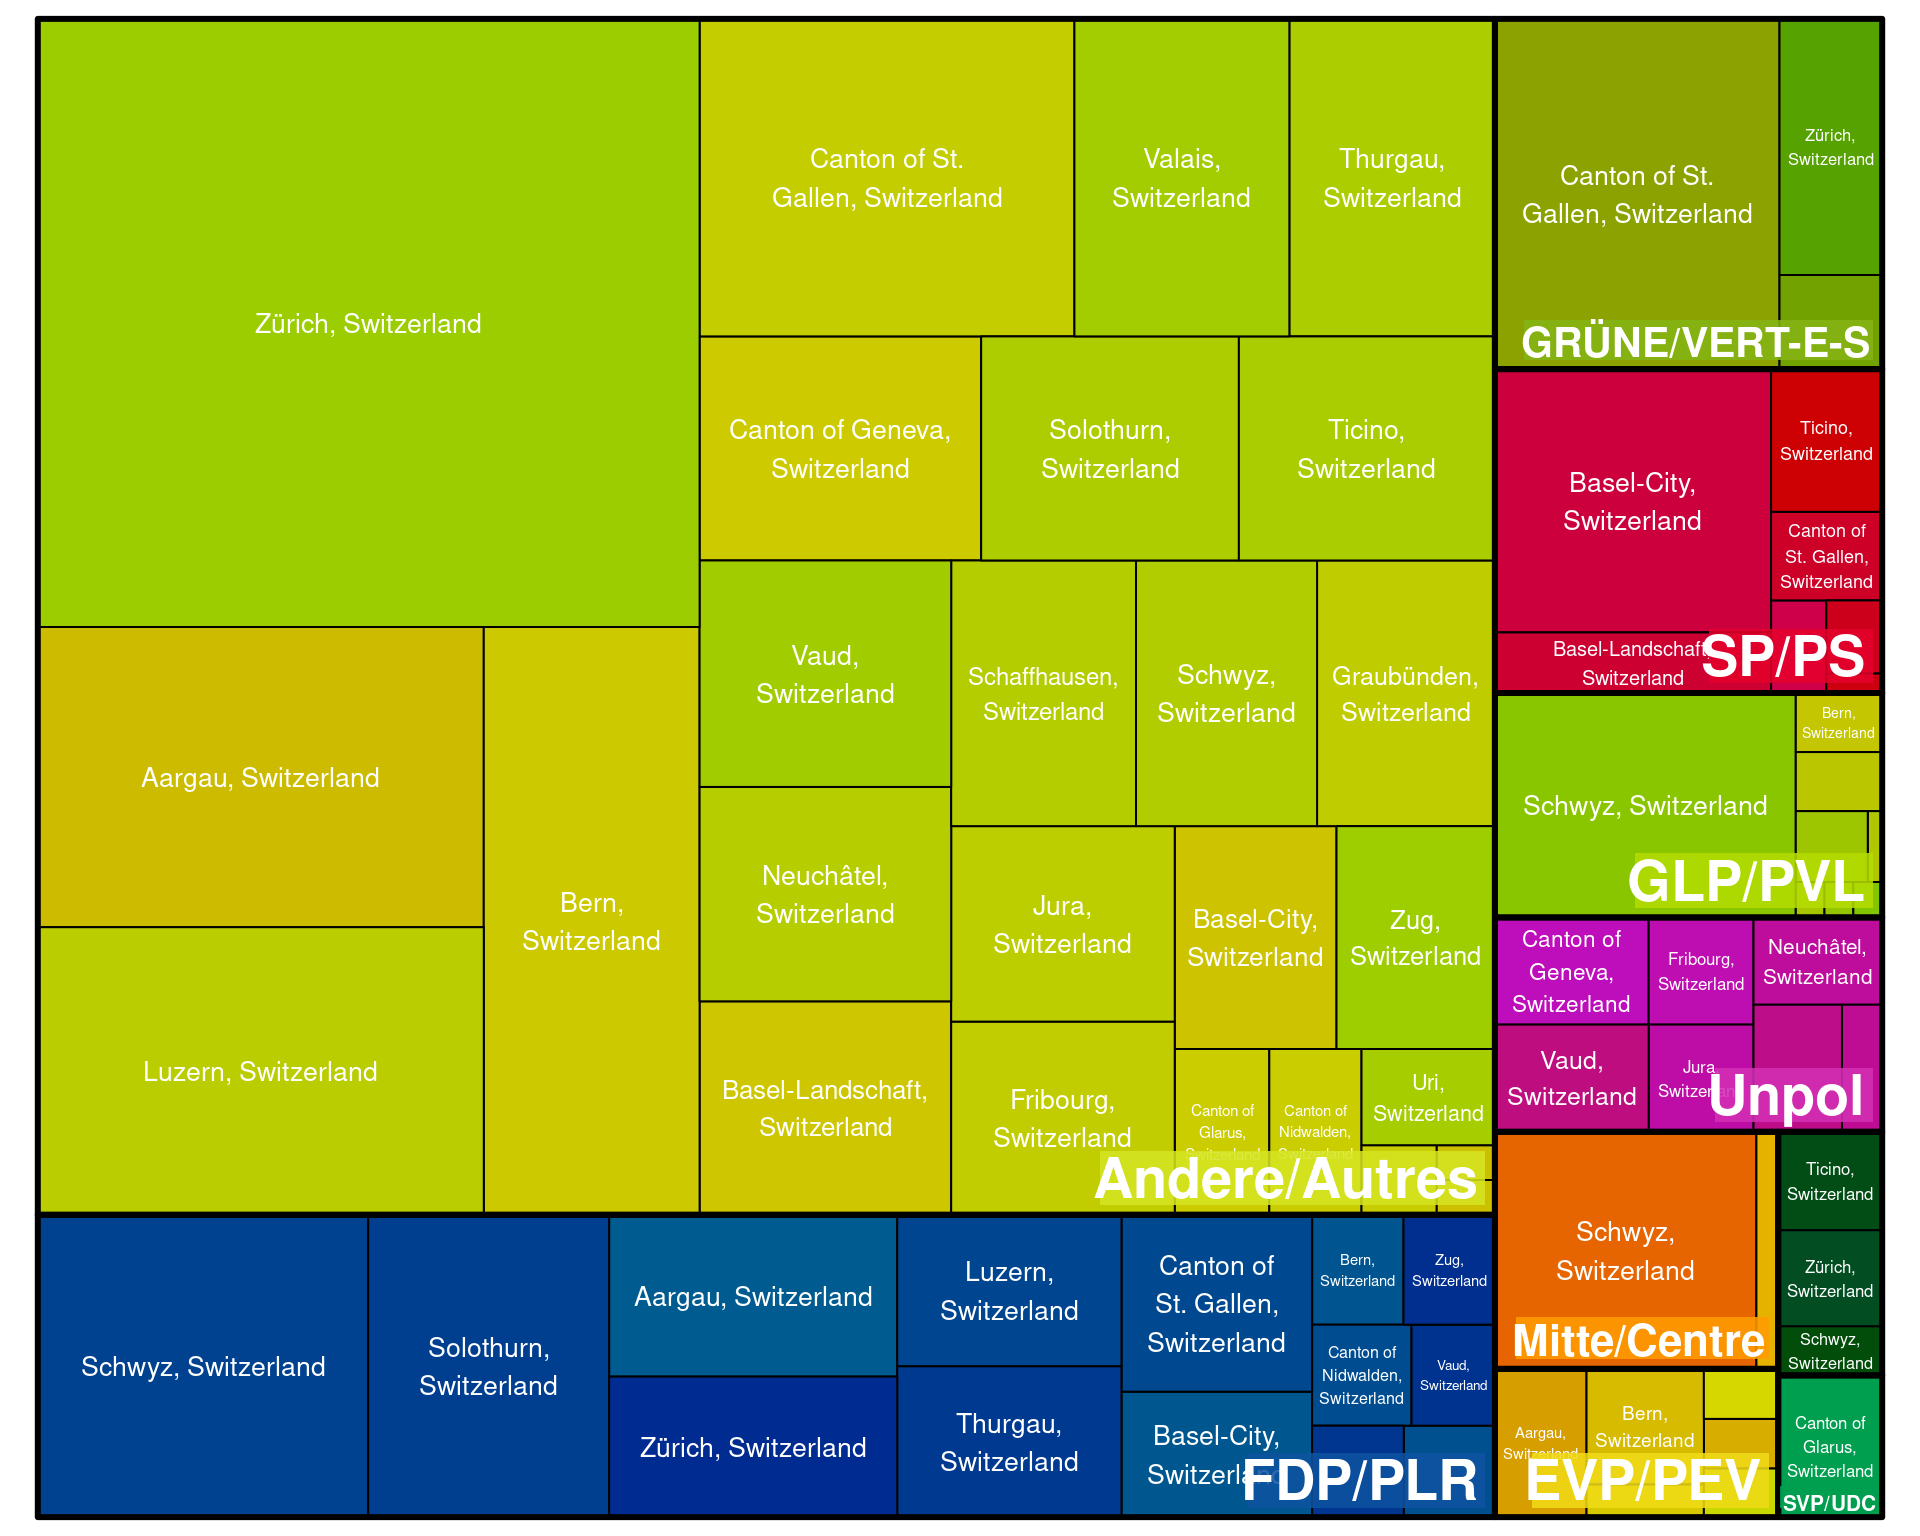 Zürich, Switzerland
Aargau, Switzerland
Luzern, Switzerland
Bern,
Switzerland
Canton of St.
Gallen, Switzerland
Valais,
Switzerland
Thurgau,
Switzerland
Canton of Geneva,
Switzerland
Solothurn,
Switzerland
Ticino,
Switzerland
Vaud,
Switzerland
Schaffhausen,
Switzerland
Schwyz,
Switzerland
Graubünden,
Switzerland
Neuchâtel,
Switzerland
Jura,
Switzerland
Basel-City,
Switzerland
Zug,
Switzerland
Basel-Landschaft,
Switzerland
Fribourg,
Switzerland
Canton of
Glarus,
Switzerland
Canton of
Nidwalden,
Switzerland
Uri,
Switzerland
Andere/Autres
Schwyz, Switzerland
Solothurn,
Switzerland
Aargau, Switzerland
Zürich, Switzerland
Luzern,
Switzerland
Thurgau,
Switzerland
Canton of
St. Gallen,
Switzerland
Basel-City,
Switzerland
Bern,
Switzerland
Zug,
Switzerland
Canton of
Nidwalden,
Switzerland
Vaud,
Switzerland
FDP/PLR
Canton of St.
Gallen, Switzerland
Zürich,
Switzerland
GRÜNE/VERT-E-S
Basel-City,
Switzerland
Ticino,
Switzerland
Canton of
St. Gallen,
Switzerland
Basel-Landschaft,
Switzerland
SP/PS
Schwyz, Switzerland
Bern,
Switzerland
GLP/PVL
Canton of
Geneva,
Switzerland
Fribourg,
Switzerland
Neuchâtel,
Switzerland
Vaud,
Switzerland
Jura,
Switzerland
Unpol
Schwyz,
Switzerland
Mitte/Centre
Ticino,
Switzerland
Zürich,
Switzerland
Schwyz,
Switzerland
Aargau,
Switzerland
Bern,
Switzerland
EVP/PEV
Canton of
Glarus,
Switzerland
SVP/UDC